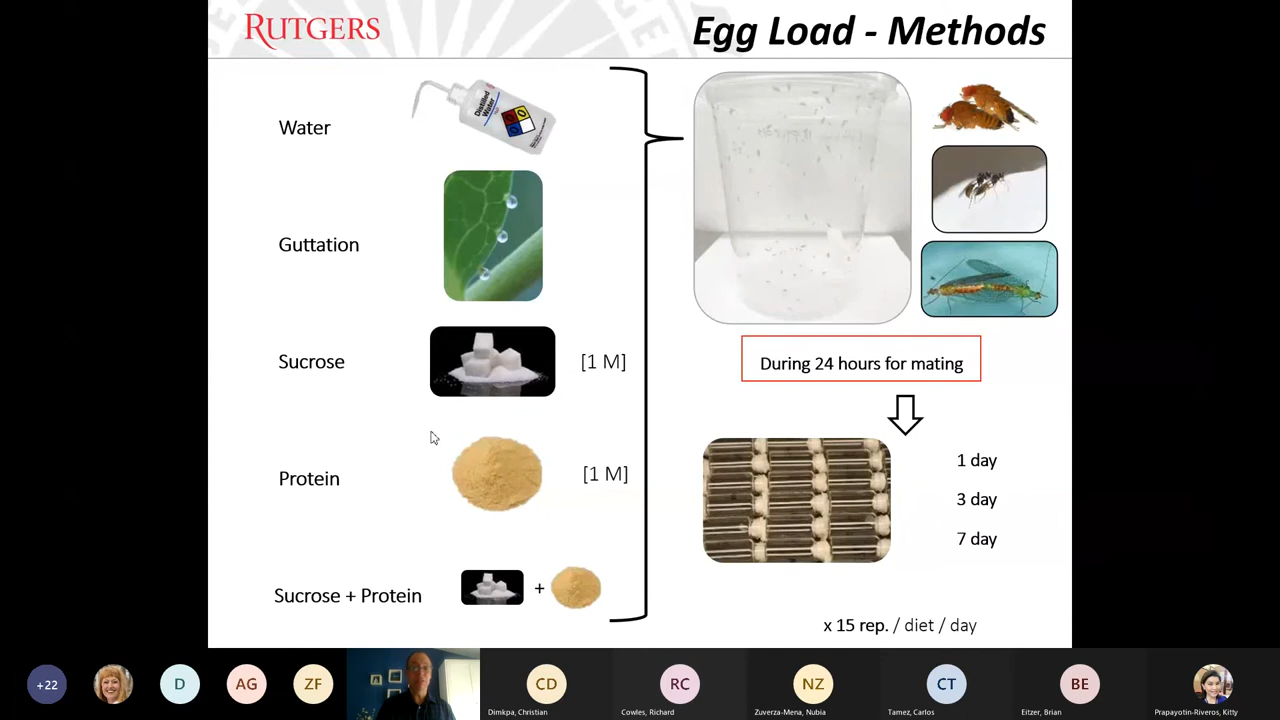 RUTGERS
Egg Load - Methods
Water
Distilled
Water
Guttation
Sucrose
[1 M]
Protein
[1 M]
Sucrose + Protein
+
During 24 hours for mating
1 day
3 day
7 day
x 15 rep. / diet / day
+22
D
AG
ZF
CD
RC
NZ
CT
BE
Dimkpa, Christian
Cowles, Richard
Zuverza-Mena, Nubia
Tamez, Carlos
Eitzer, Brian
Prapayotin-Riveros, Kitty